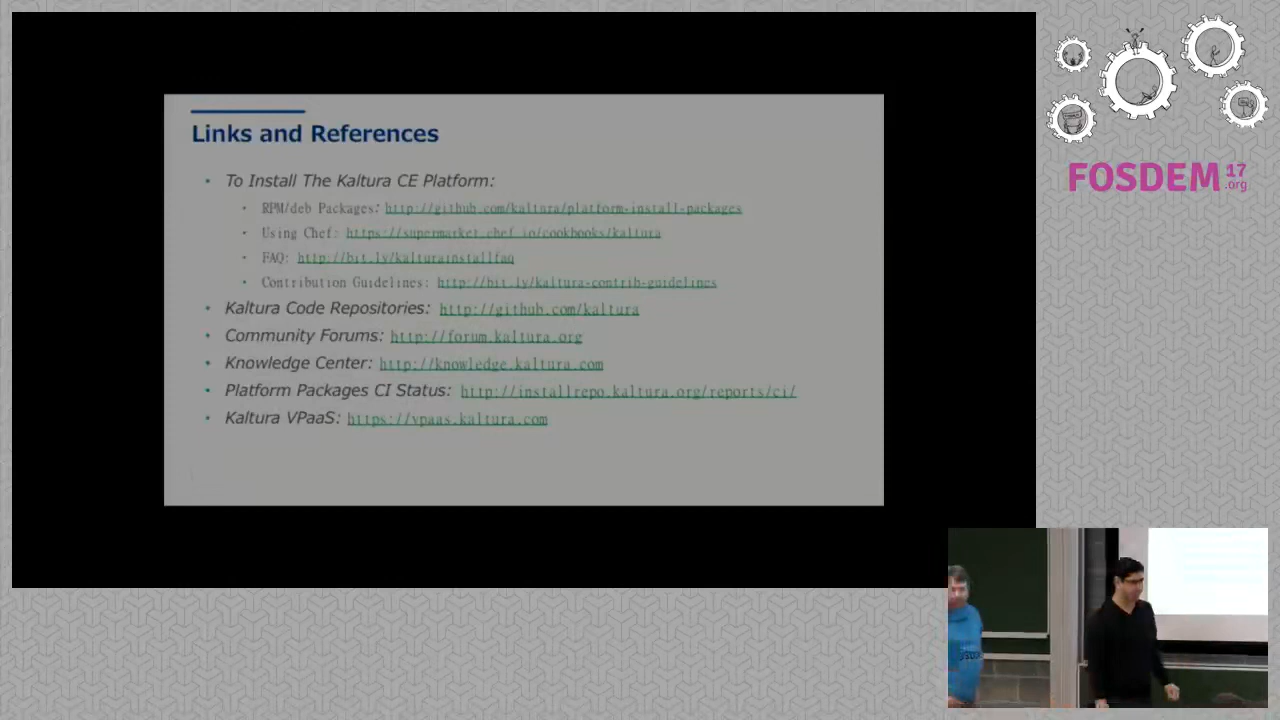 Links and References
• To Install The Kaltura CE Platform:
• RPM/deb Packages: http://github.com/kaltura/platform-install-packages
• Using Chef: https://supermarket.chef.io/cookbooks/kaltura
• FAQ: http://bit.ly/kalturainstallfaq
• Contribution Guidelines: http://bit.ly/kaltura-contrib-guidelines
• Kaltura Code Repositories: http://github.com/kaltura
• Community Forums: http://forum.kaltura.org
• Knowledge Center: http://knowledge.kaltura.com
• Platform Packages CI Status: http://installrepo.kaltura.org/reports/ci/
• Kaltura VPaaS: https://vpaas.kaltura.com
FOSDEM 17
.org